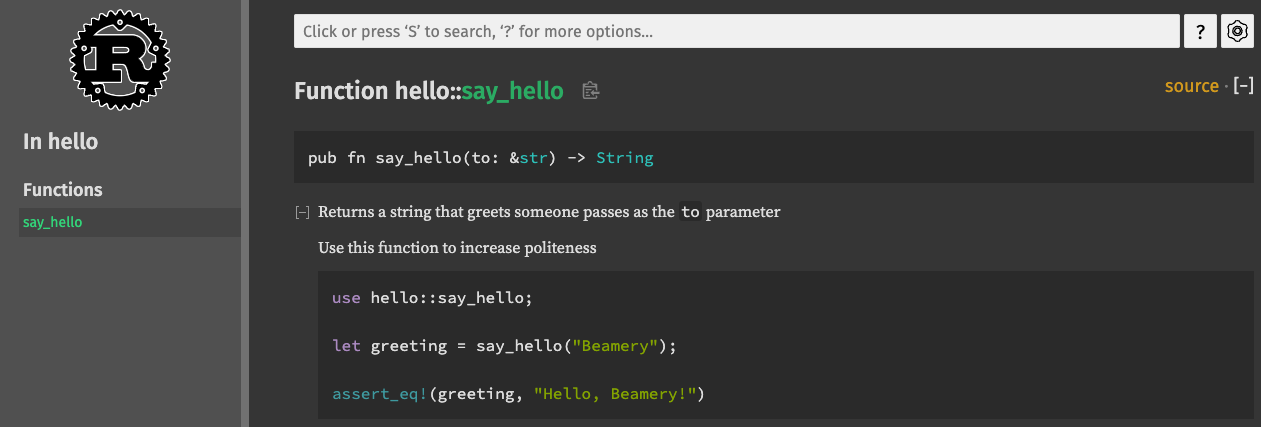 R
In hello
Functions
say_hello
Click or press ‘S’ to search, ‘?’ for more options…
?
Function hello::say_hello
source · [−]
pub fn say_hello(to: &str) -> String
[−] Returns a string that greets someone passes as the to parameter
Use this function to increase politeness
use hello::say_hello;
let greeting = say_hello("Beamery");
assert_eq!(greeting, "Hello, Beamery!")